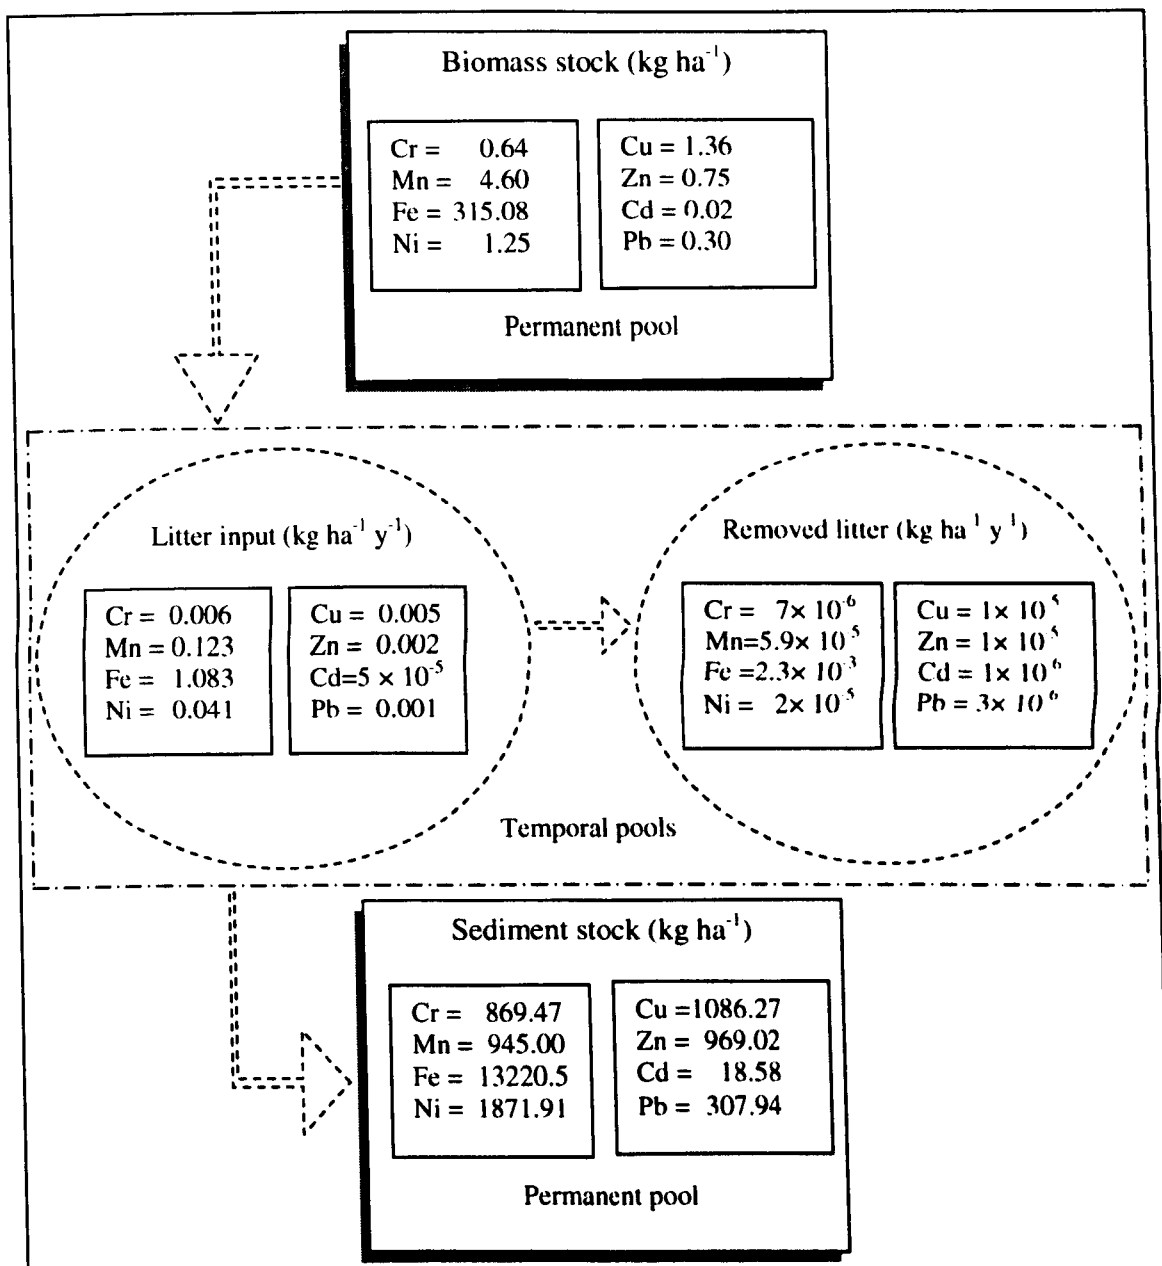 Biomass stock (kg ha⁻¹)
Cr = 0.64
Mn = 4.60
Fe = 315.08
Ni = 1.25
Cu = 1.36
Zn = 0.75
Cd = 0.02
Pb = 0.30
Permanent pool
Litter input (kg ha⁻¹ y⁻¹)
Cr = 0.006
Mn = 0.123
Fe = 1.083
Ni = 0.041
Cu = 0.005
Zn = 0.002
Cd=5 × 10⁻⁵
Pb = 0.001
Removed litter (kg ha⁻¹ y⁻¹)
Cr = 7× 10⁻⁶
Mn=5.9× 10⁻⁵
Fe =2.3× 10⁻³
Ni = 2× 10⁻⁵
Cu = 1× 10⁻⁵
Zn = 1× 10⁻⁵
Cd = 1× 10⁻⁶
Pb = 3× 10⁻⁶
Temporal pools
Sediment stock (kg ha⁻¹)
Cr = 869.47
Mn = 945.00
Fe = 13220.5
Ni = 1871.91
Cu =1086.27
Zn = 969.02
Cd = 18.58
Pb = 307.94
Permanent pool